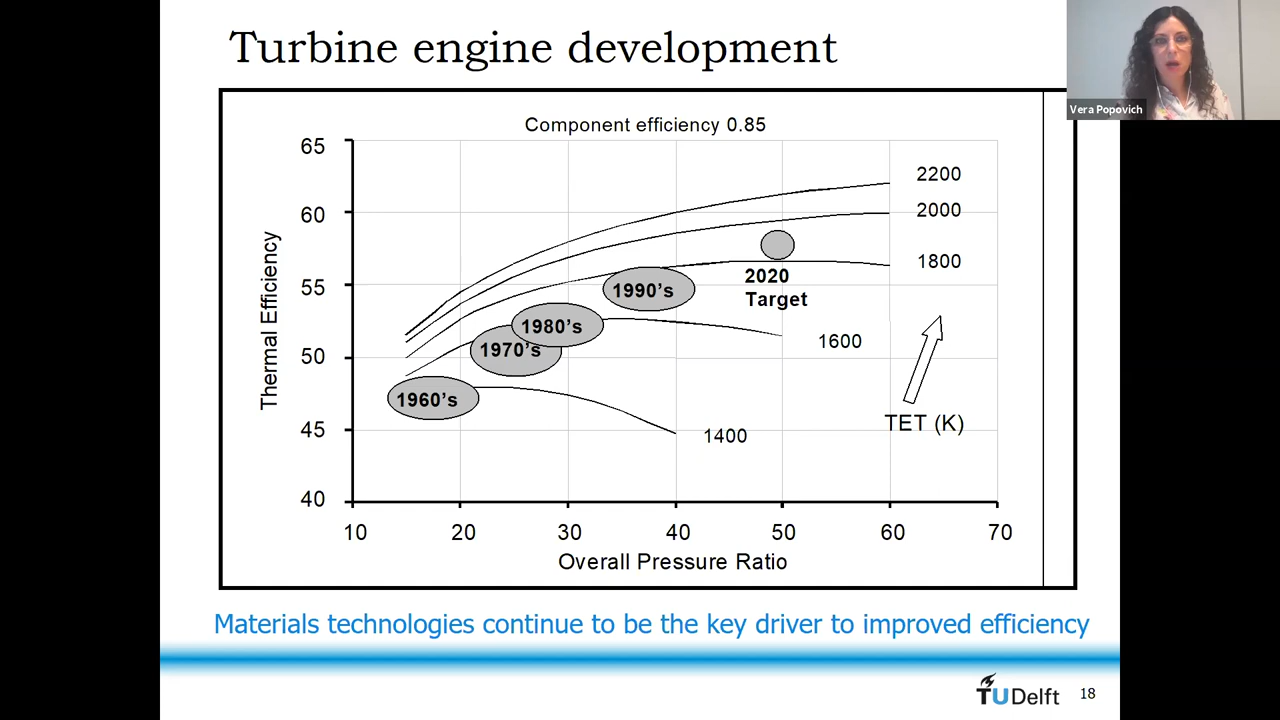 Turbine engine development
Vera Popovich
Component efficiency 0.85
65
60
55
50
45
40
Thermal Efficiency
2200
2000
1800
1600
1400
2020
Target
1990's
1980's
1970's
1960's
TET (K)
10 20 30 40 50 60 70
Overall Pressure Ratio
Materials technologies continue to be the key driver to improved efficiency
TUDelft 18